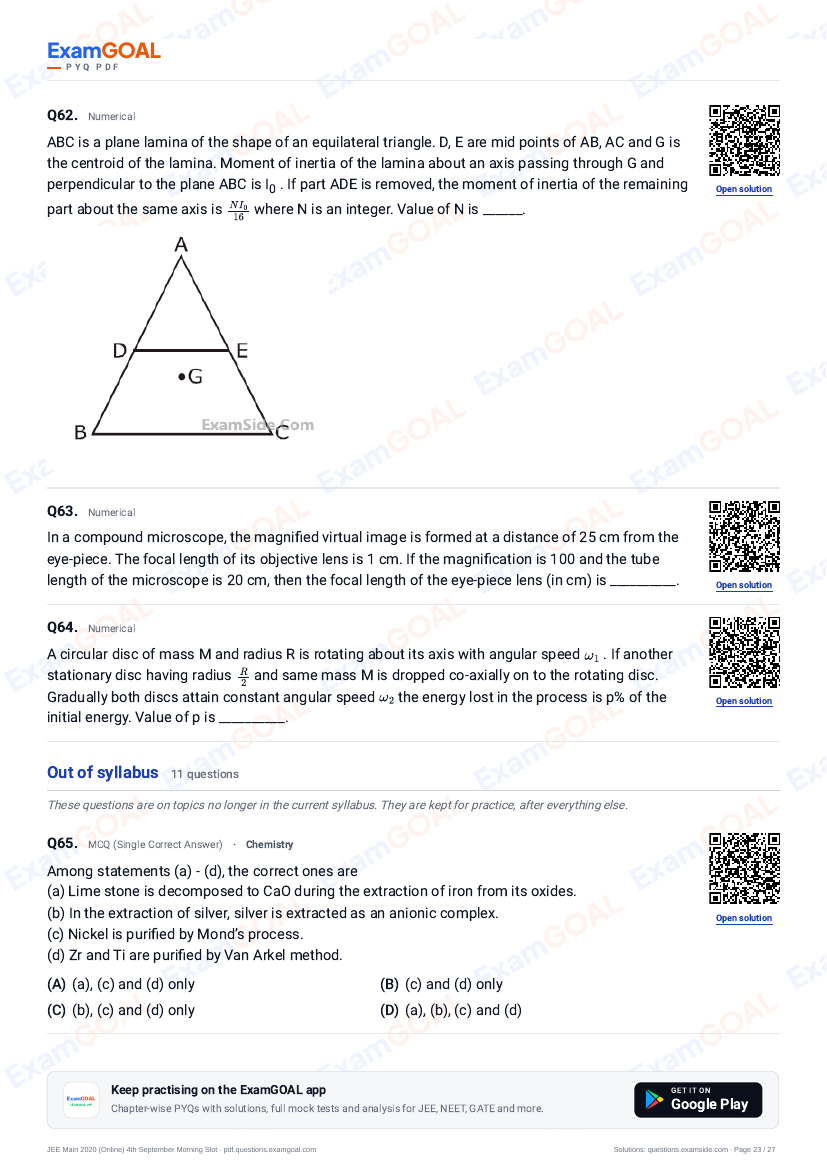 ExamGOAL
PYQ PDF
Q62. Numerical
ABC is a plane lamina of the shape of an equilateral triangle. D, E are mid points of AB, AC and G is
the centroid of the lamina. Moment of inertia of the lamina about an axis passing through G and
perpendicular to the plane ABC is I₀ . If part ADE is removed, the moment of inertia of the remaining
part about the same axis is NI₀/16 where N is an integer. Value of N is ______.
Open solution
A
D E
G
ExamSide.Com
B C
Q63. Numerical
In a compound microscope, the magnified virtual image is formed at a distance of 25 cm from the
eye-piece. The focal length of its objective lens is 1 cm. If the magnification is 100 and the tube
length of the microscope is 20 cm, then the focal length of the eye-piece lens (in cm) is __________.
Open solution
Q64. Numerical
A circular disc of mass M and radius R is rotating about its axis with angular speed ω₁ . If another
stationary disc having radius R/2 and same mass M is dropped co-axially on to the rotating disc.
Gradually both discs attain constant angular speed ω₂ the energy lost in the process is p% of the
initial energy. Value of p is __________.
Open solution
Out of syllabus 11 questions
These questions are on topics no longer in the current syllabus. They are kept for practice, after everything else.
Q65. MCQ (Single Correct Answer) · Chemistry
Among statements (a) - (d), the correct ones are
(a) Lime stone is decomposed to CaO during the extraction of iron from its oxides.
(b) In the extraction of silver, silver is extracted as an anionic complex.
(c) Nickel is purified by Mond's process.
(d) Zr and Ti are purified by Van Arkel method.
Open solution
(A) (a), (c) and (d) only (B) (c) and (d) only
(C) (b), (c) and (d) only (D) (a), (b), (c) and (d)
ExamGOAL
Keep practising on the ExamGOAL app
Chapter-wise PYQs with solutions, full mock tests and analysis for JEE, NEET, GATE and more.
GET IT ON
Google Play
JEE Main 2020 (Online) 4th September Morning Slot · pdf.questions.examgoal.com
Solutions: questions.examside.com · Page 23 / 27